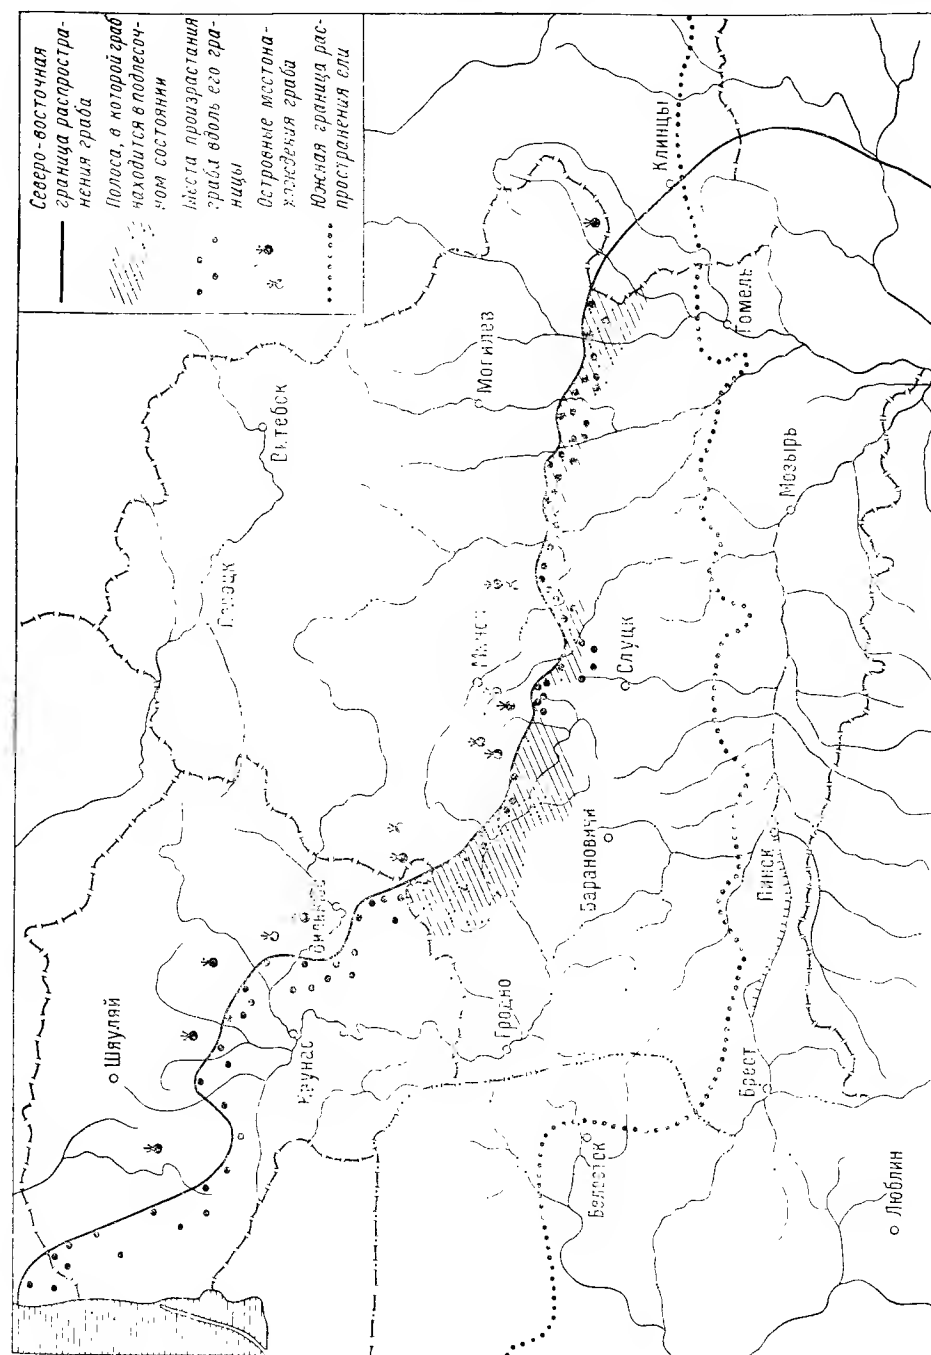 Северо-восточная
граница распростра-
нения граба
Полоса, в которой граб
находится в подлесоч-
ном состоянии
Места произрастания
граба вдоль его гра-
ницы
Островные местона-
хождения граба
Южная граница рас-
пространения ели
Шяуляй
Каунас
Вильнюс
Полоцк
Витебск
Могилев
Минск
Слуцк
Барановичи
Гродно
Белосток
Люблин
Брест
Пинск
Мозырь
Гомель
Клинцы